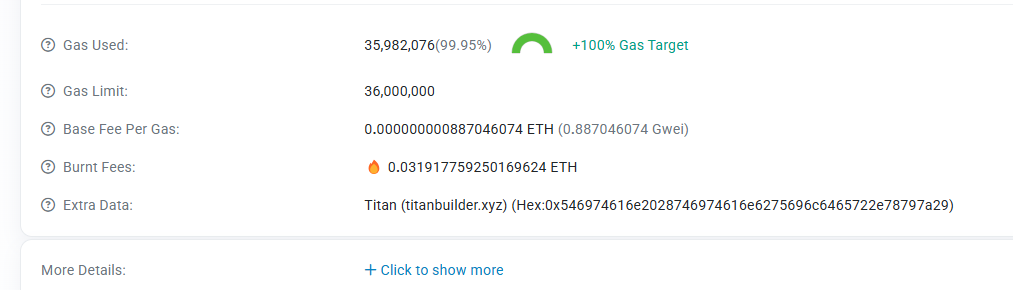 Gas Used: 35,982,076(99.95%) +100% Gas Target
Gas Limit: 36,000,000
Base Fee Per Gas: 0.000000000887046074 ETH (0.887046074 Gwei)
Burnt Fees: 0.031917759250169624 ETH
Extra Data: Titan (titanbuilder.xyz) (Hex:0x546974616e2028746974616e6275696c6465722e78797a29)
More Details: + Click to show more